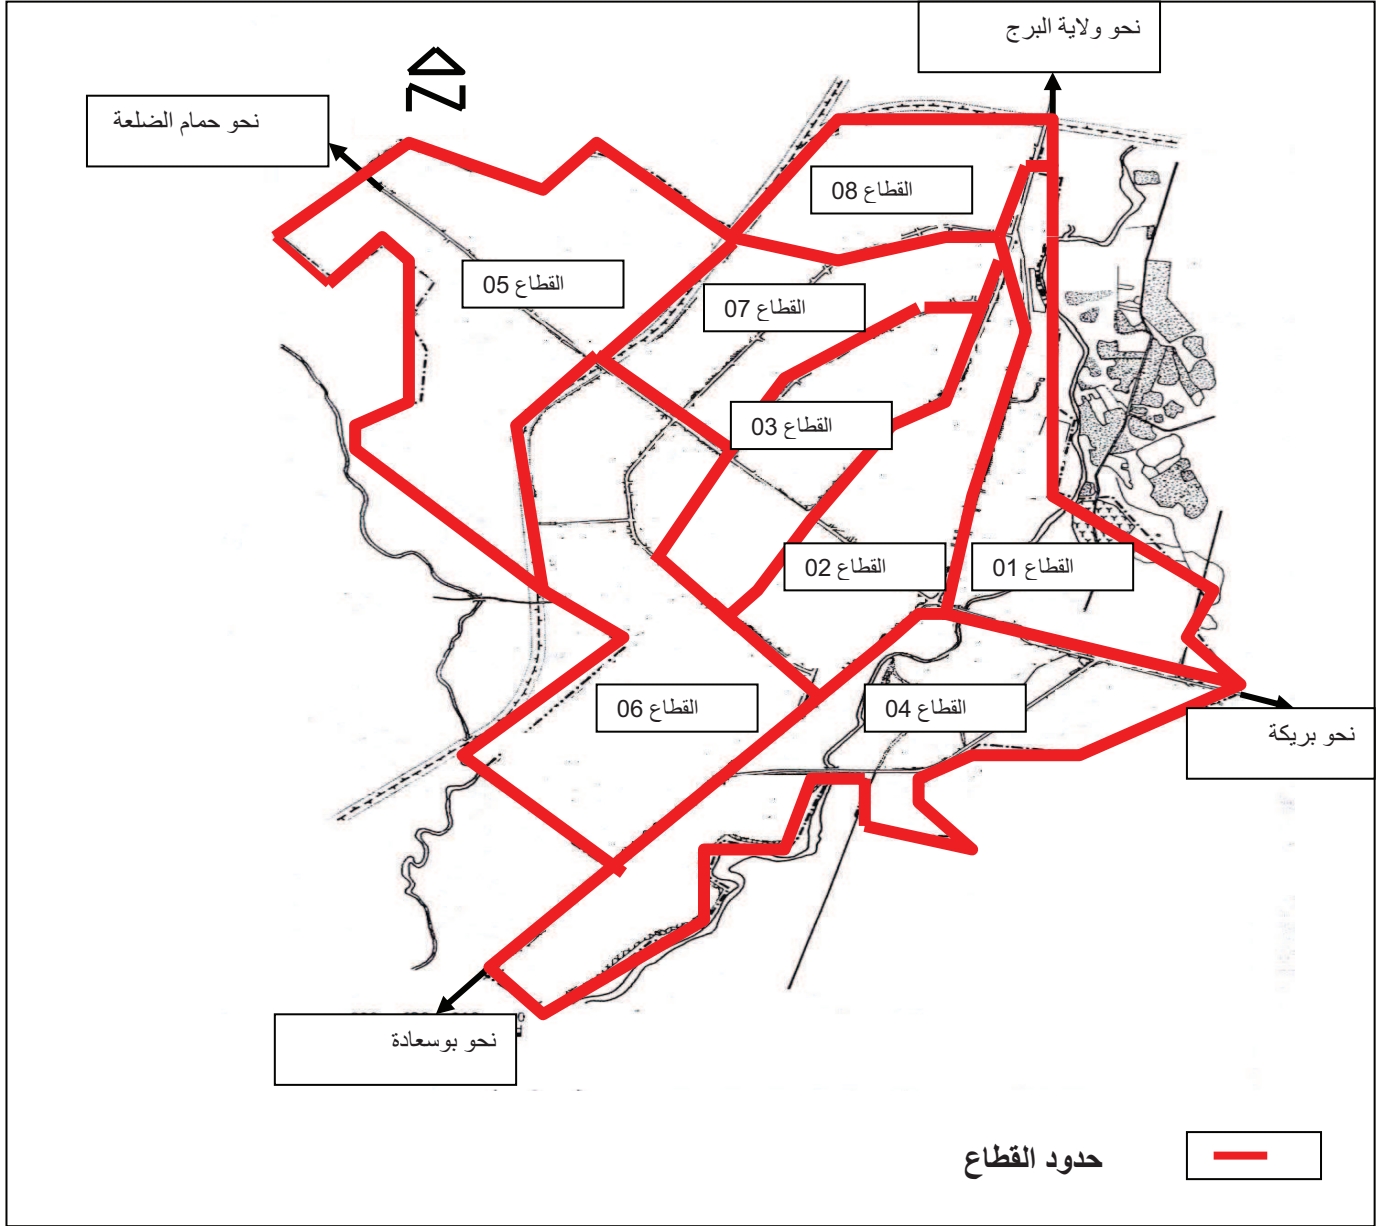 نحو ولاية البرج
نحو حمام الضلعة
القطاع 08
القطاع 05
القطاع 07
القطاع 03
القطاع 02
القطاع 01
القطاع 06
القطاع 04
نحو بريكة
نحو بوسعادة
حدود القطاع